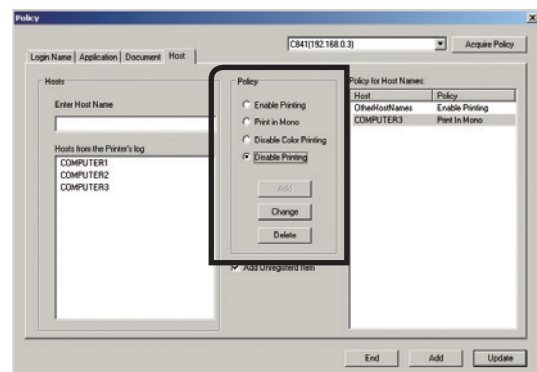 Policy
x
C841(192.168.0.3)
Acquire Policy
Login Name Application Document Host
Hosts
Enter Host Name
Hosts from the Printer's log
COMPUTER1
COMPUTER2
COMPUTER3
Policy
Enable Printing
Print in Mono
Disable Color Printing
Disable Printing
Add
Change
Delete
Add Unregisterd Item
Policy for Host Names:
Host Policy
OtherHostNames Enable Printing
COMPUTER3 Print In Mono
End Add Update